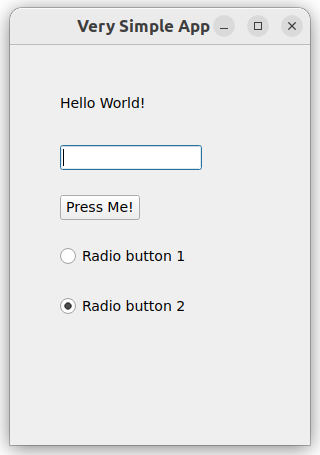 Very Simple App
Hello World!
Press Me!
Radio button 1
Radio button 2